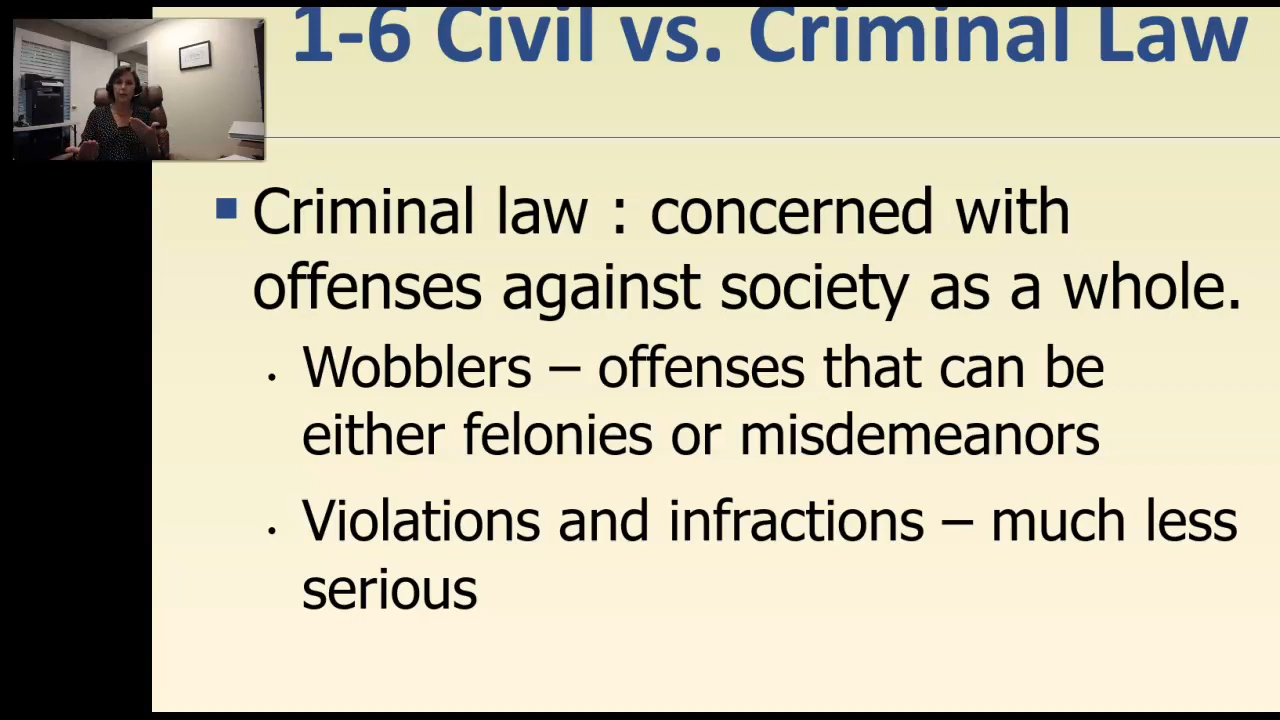 1-6 Civil vs. Criminal Law
Criminal law : concerned with
offenses against society as a whole.
Wobblers – offenses that can be
either felonies or misdemeanors
Violations and infractions – much less
serious